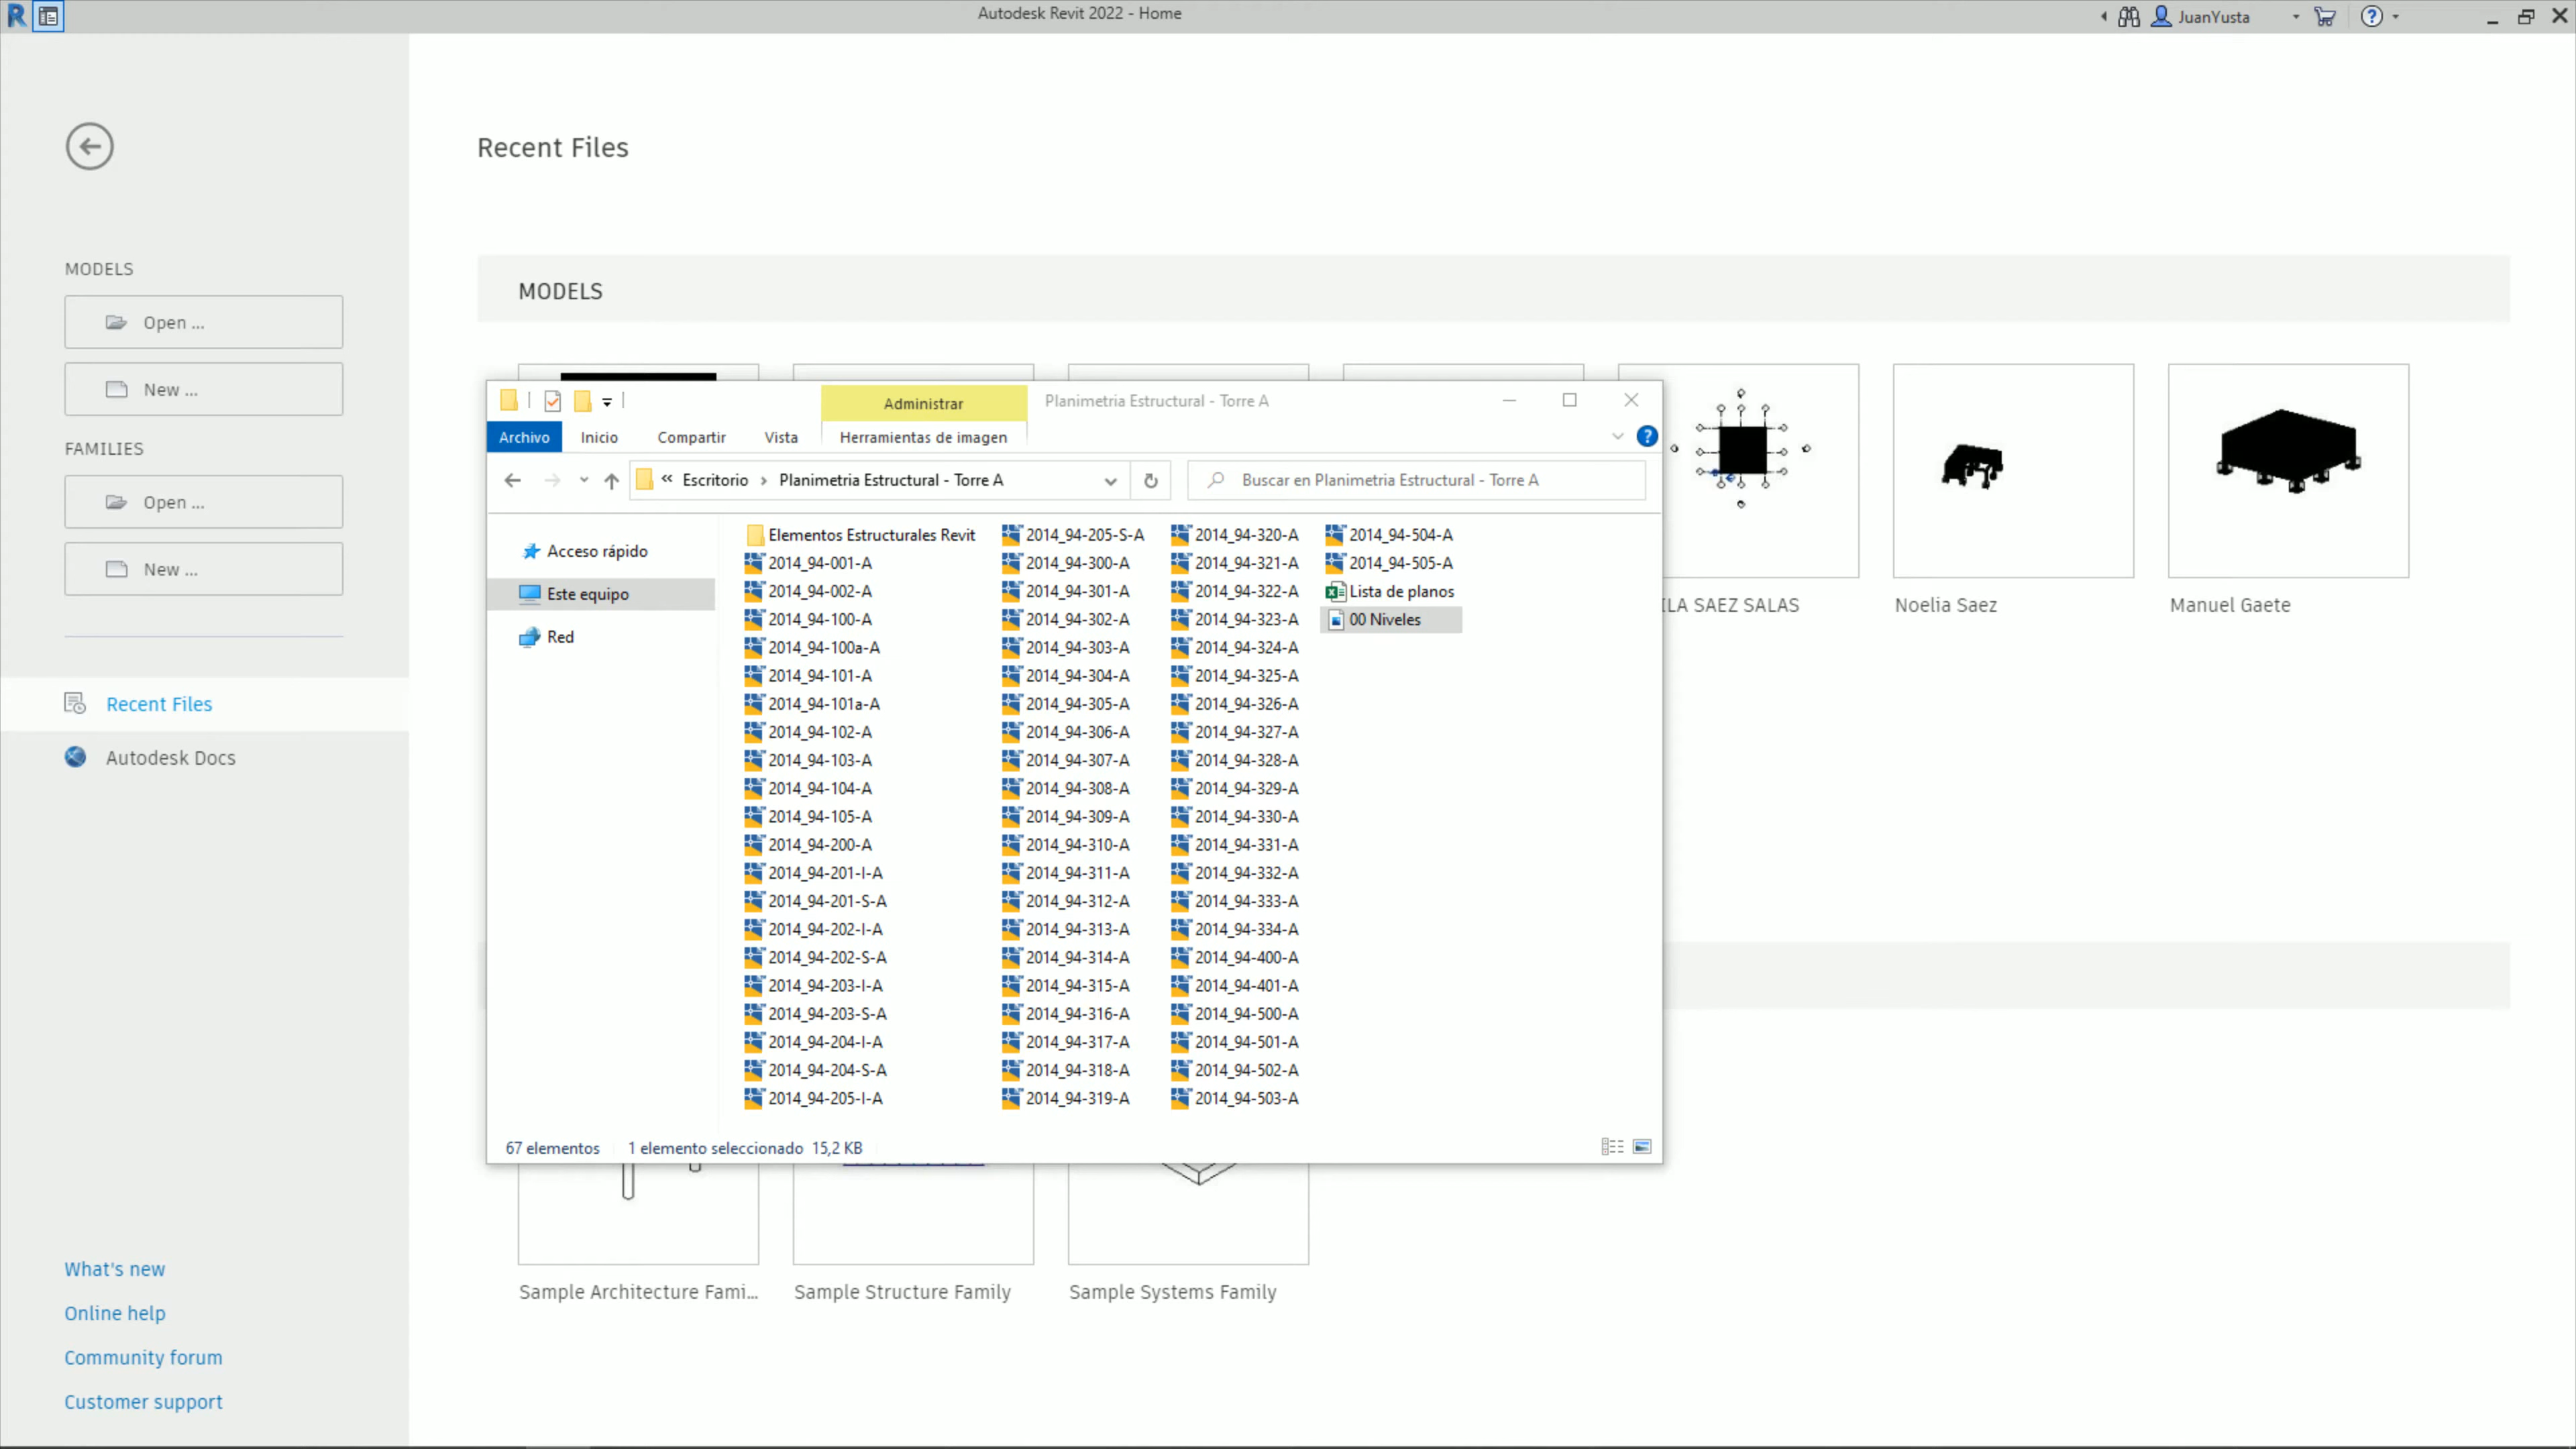 Autodesk Revit 2022 - Home
JuanYusta
Recent Files
MODELS
Open ...
New ...
FAMILIES
Open ...
New ...
Recent Files
Autodesk Docs
What's new
Online help
Community forum
Customer support
MODELS
ILA SAEZ SALAS
Noelia Saez
Manuel Gaete
Administrar
Planimetria Estructural - Torre A
Archivo
Inicio
Compartir
Vista
Herramientas de imagen
« Escritorio › Planimetria Estructural - Torre A
Buscar en Planimetria Estructural - Torre A
Acceso rápido
Este equipo
Red
Elementos Estructurales Revit
2014_94-001-A
2014_94-002-A
2014_94-100-A
2014_94-100a-A
2014_94-101-A
2014_94-101a-A
2014_94-102-A
2014_94-103-A
2014_94-104-A
2014_94-105-A
2014_94-200-A
2014_94-201-I-A
2014_94-201-S-A
2014_94-202-I-A
2014_94-202-S-A
2014_94-203-I-A
2014_94-203-S-A
2014_94-204-I-A
2014_94-204-S-A
2014_94-205-I-A
2014_94-205-S-A
2014_94-300-A
2014_94-301-A
2014_94-302-A
2014_94-303-A
2014_94-304-A
2014_94-305-A
2014_94-306-A
2014_94-307-A
2014_94-308-A
2014_94-309-A
2014_94-310-A
2014_94-311-A
2014_94-312-A
2014_94-313-A
2014_94-314-A
2014_94-315-A
2014_94-316-A
2014_94-317-A
2014_94-318-A
2014_94-319-A
2014_94-320-A
2014_94-321-A
2014_94-322-A
2014_94-323-A
2014_94-324-A
2014_94-325-A
2014_94-326-A
2014_94-327-A
2014_94-328-A
2014_94-329-A
2014_94-330-A
2014_94-331-A
2014_94-332-A
2014_94-333-A
2014_94-334-A
2014_94-400-A
2014_94-401-A
2014_94-500-A
2014_94-501-A
2014_94-502-A
2014_94-503-A
2014_94-504-A
2014_94-505-A
Lista de planos
00 Niveles
67 elementos
1 elemento seleccionado 15,2 KB
Sample Architecture Fami...
Sample Structure Family
Sample Systems Family